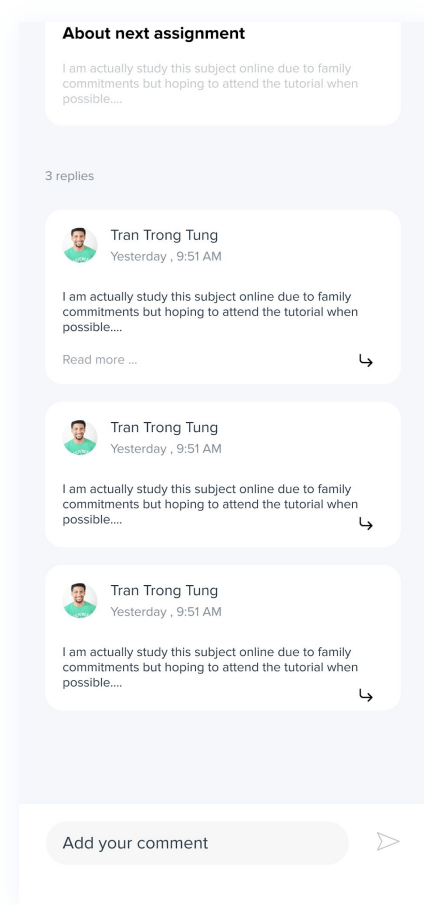 About next assignment
I am actually study this subject online due to family
commitments but hoping to attend the tutorial when
possible....
3 replies
Tran Trong Tung
Yesterday , 9:51 AM
I am actually study this subject online due to family
commitments but hoping to attend the tutorial when
possible....
Read more ...
Tran Trong Tung
Yesterday , 9:51 AM
I am actually study this subject online due to family
commitments but hoping to attend the tutorial when
possible....
Tran Trong Tung
Yesterday , 9:51 AM
I am actually study this subject online due to family
commitments but hoping to attend the tutorial when
possible....
Add your comment